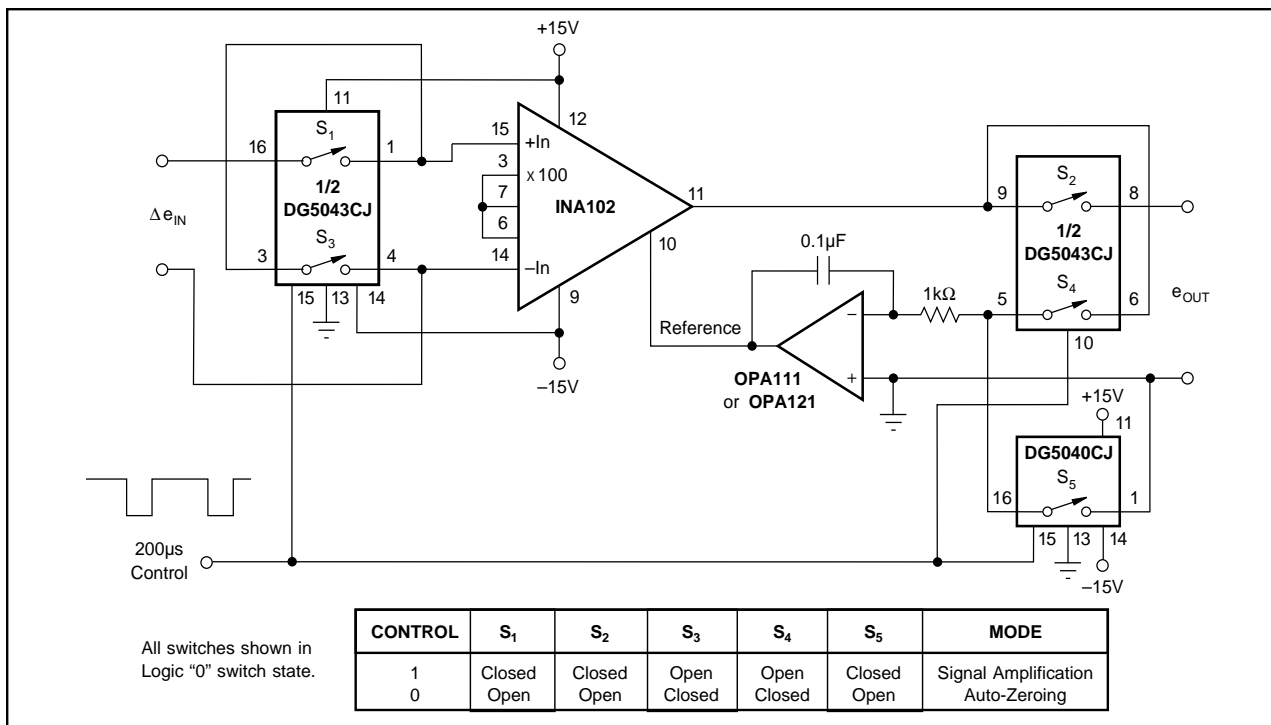 +15V
11
12
S1
16
1
1/2
DG5043CJ
S3
3
4
15
13
14
ΔeIN
15
+In
3
x 100
7
6
14
–In
INA102
11
10
9
–15V
0.1µF
1kΩ
Reference
–
+
OPA111
or OPA121
S2
9
8
1/2
DG5043CJ
S4
5
6
10
eOUT
+15V
11
DG5040CJ
S5
16
1
15
13
14
–15V
200µs
Control
All switches shown in
Logic “0” switch state.
CONTROL S1 S2 S3 S4 S5 MODE
1 Closed Closed Open Open Closed Signal Amplification
0 Open Open Closed Closed Open Auto-Zeroing